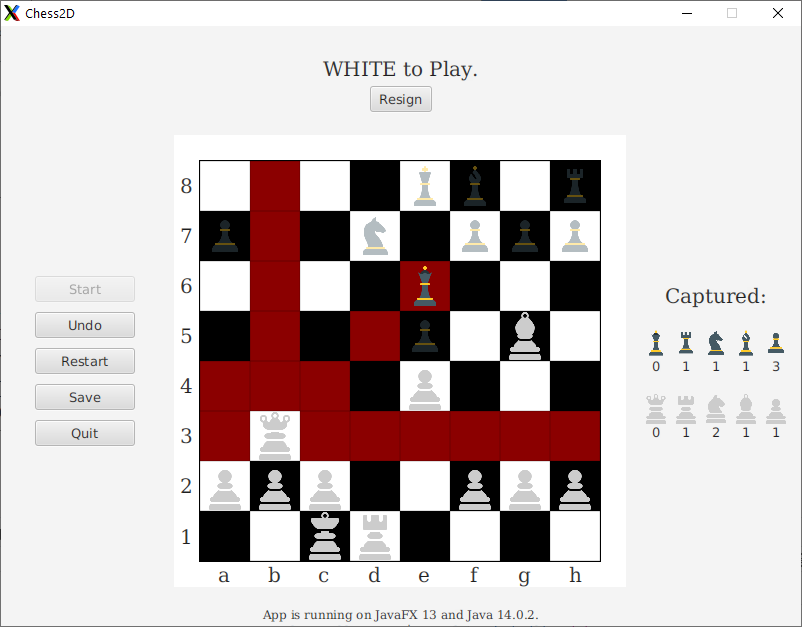 Chess2D
WHITE to Play.
Resign
8
7
6
5
4
3
2
1
a b c d e f g h
Start
Undo
Restart
Save
Quit
Captured:
0 1 1 1 3
0 1 2 1 1
App is running on JavaFX 13 and Java 14.0.2.